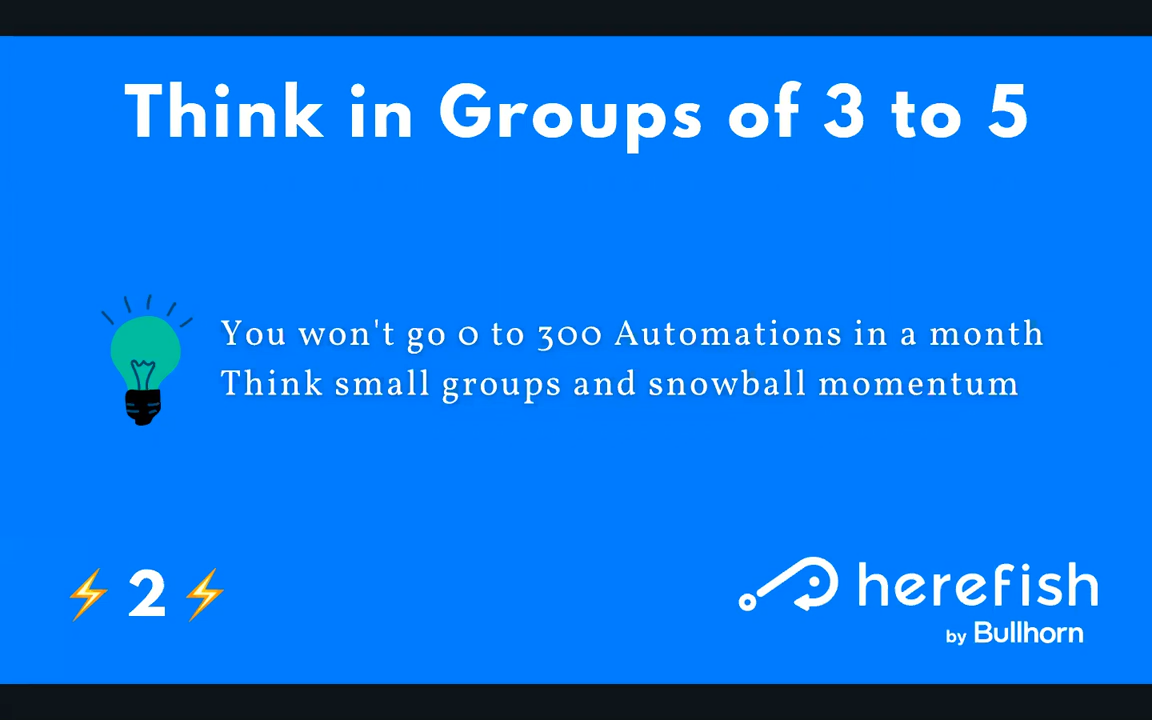 Think in Groups of 3 to 5
You won't go 0 to 300 Automations in a month
Think small groups and snowball momentum
⚡ 2 ⚡
herefish
by Bullhorn